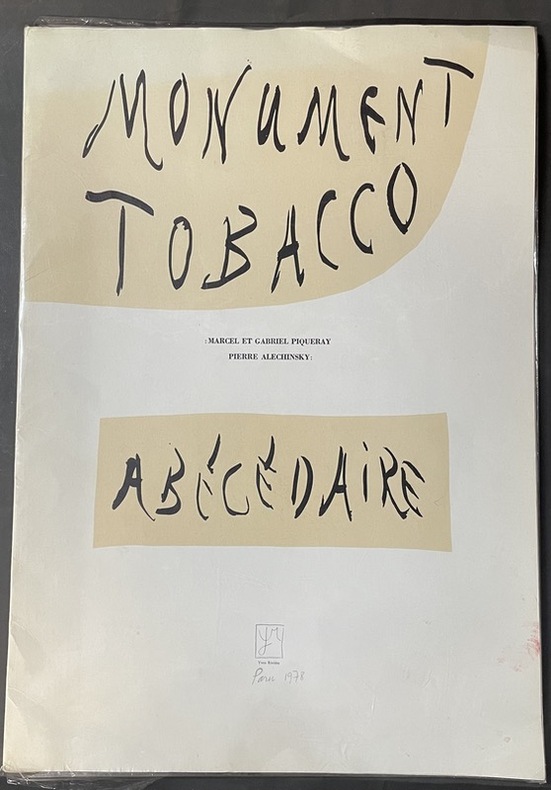 MONUMENT
TOBACCO
:MARCEL ET GABRIEL PIQUERAY
PIERRE ALECHINSKY:
ABÉCÉDAIRE
Yves Rivière
Paris 1978